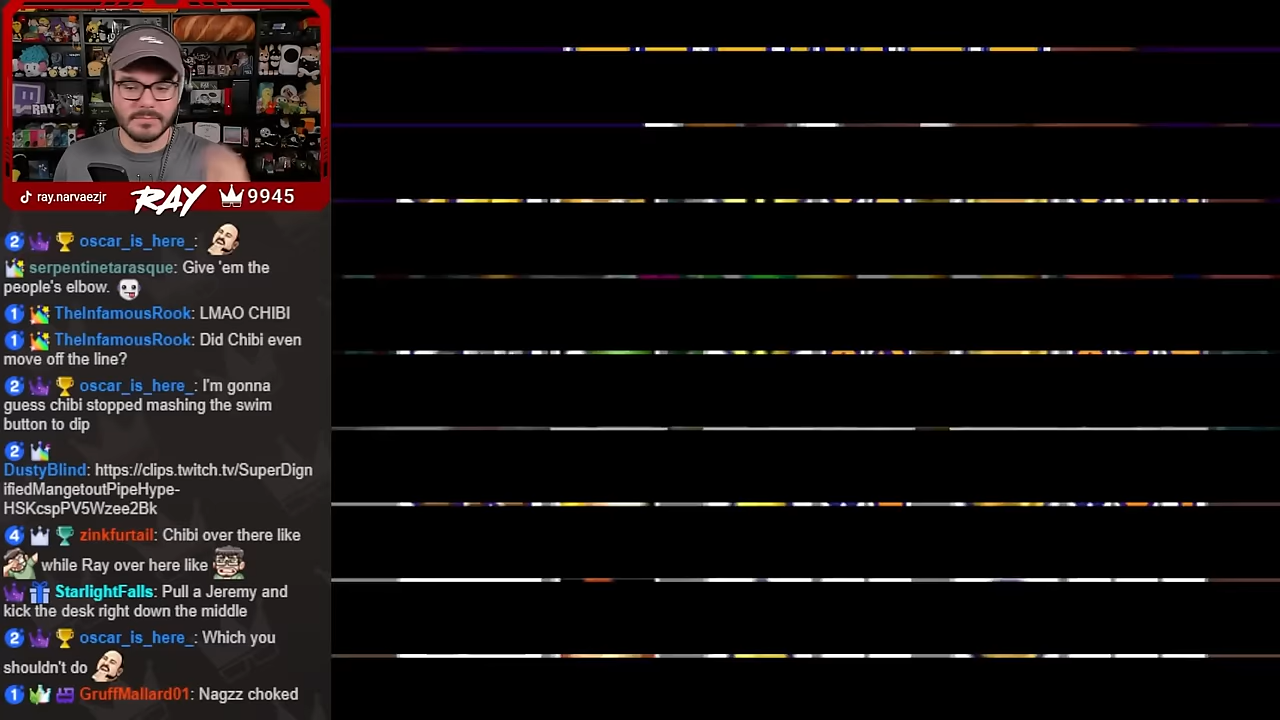 ray.narvaezjr RAY 9945
2 oscar_is_here_:
serpentinetarasque: Give 'em the
people's elbow.
1 TheInfamousRook: LMAO CHIBI
1 TheInfamousRook: Did Chibi even
move off the line?
2 oscar_is_here_: I'm gonna
guess chibi stopped mashing the swim
button to dip
2
DustyBlind: https://clips.twitch.tv/SuperDign
ifiedMangetoutPipeHype-
HSKcspPV5Wzee2Bk
4 zinkfurtail: Chibi over there like
while Ray over here like
StarlightFalls: Pull a Jeremy and
kick the desk right down the middle
2 oscar_is_here_: Which you
shouldn't do
1 GruffMallard01: Nagzz choked